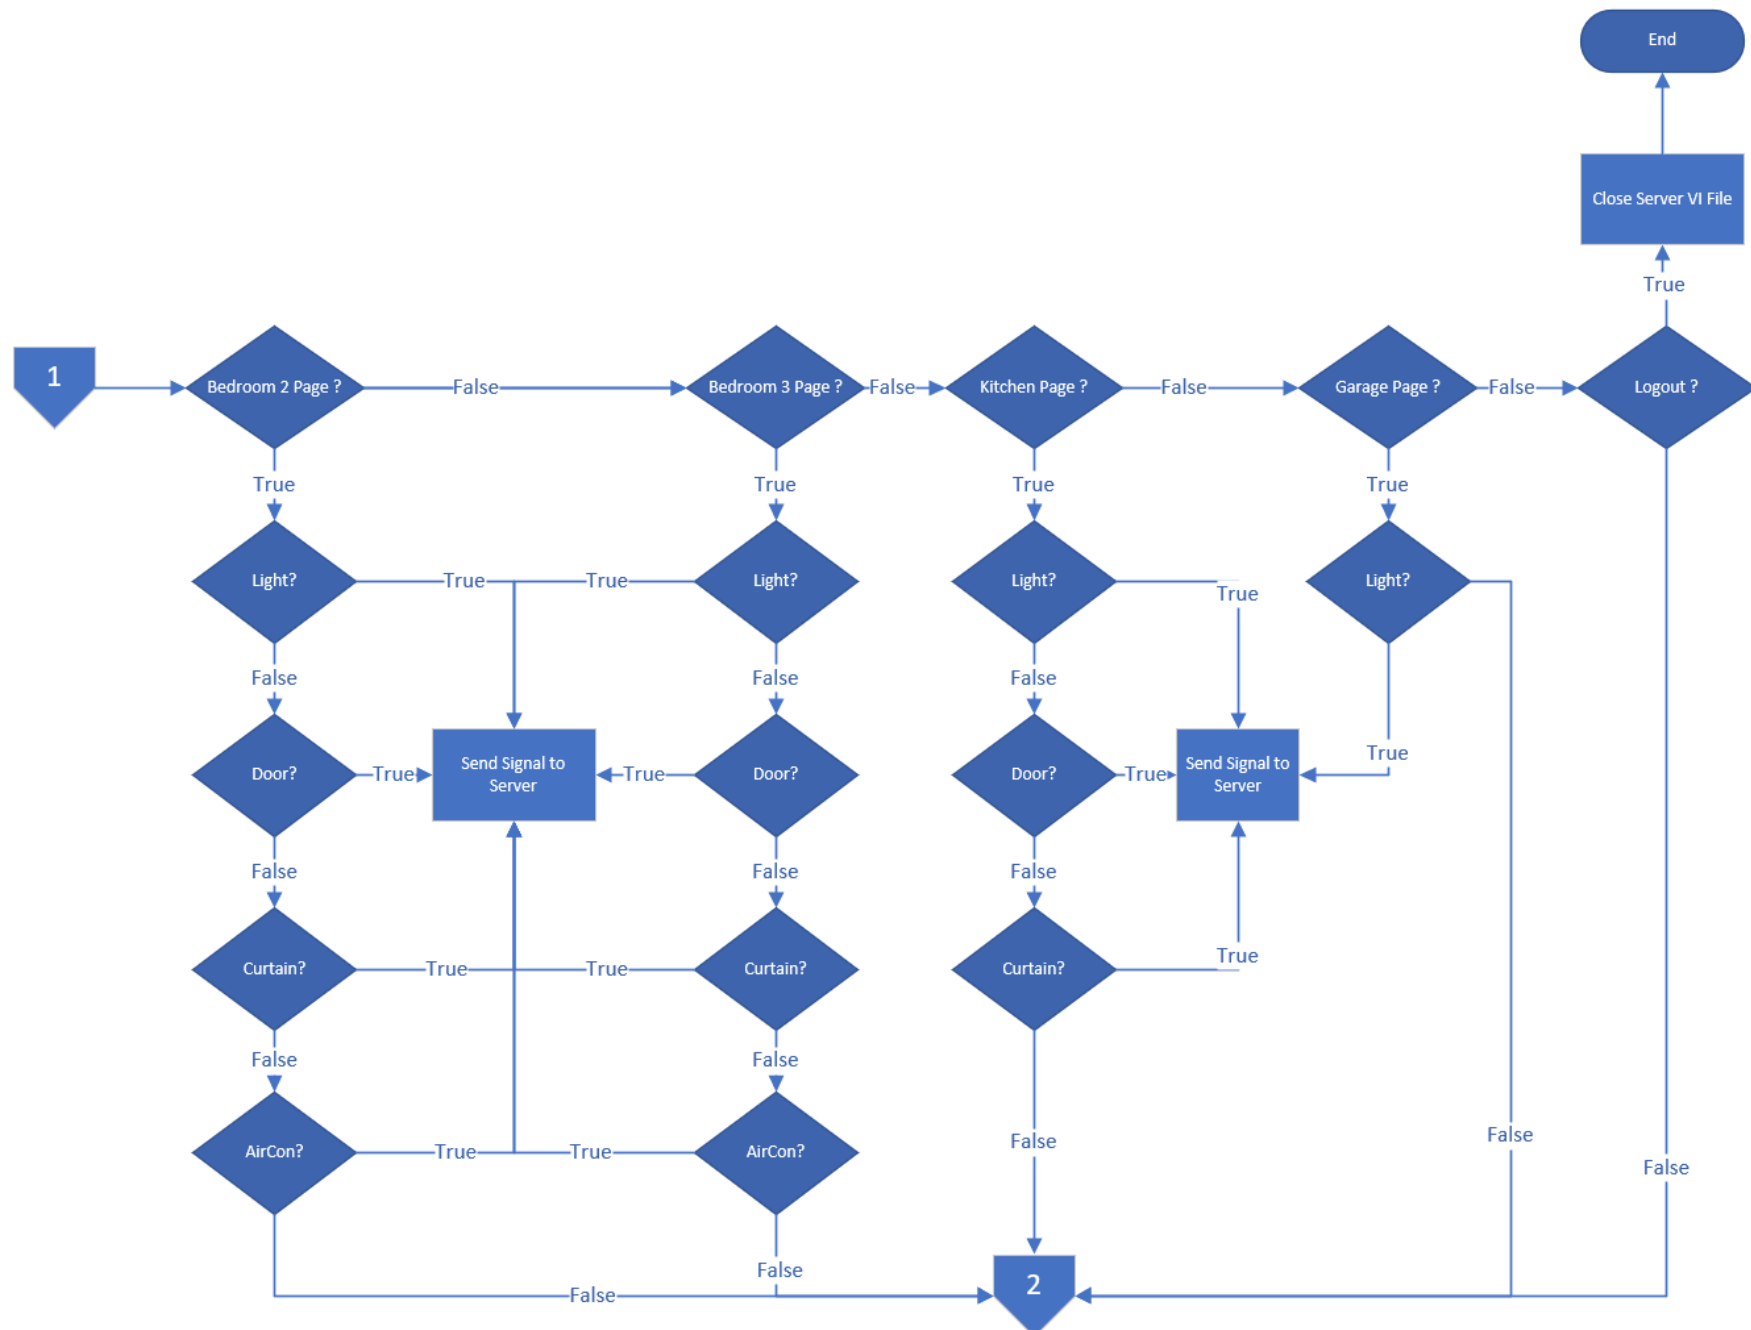 End
Close Server VI File
True
1
Bedroom 2 Page ?
False
Bedroom 3 Page ?
False
Kitchen Page ?
False
Garage Page ?
False
Logout ?
True
True
True
True
Light?
True
True
Light?
Light?
True
Light?
False
False
False
Door?
True
Send Signal to
Server
True
Door?
Door?
True
Send Signal to
Server
True
False
False
False
Curtain?
True
True
Curtain?
Curtain?
True
False
False
AirCon?
True
True
AirCon?
False
False
False
False
False
2